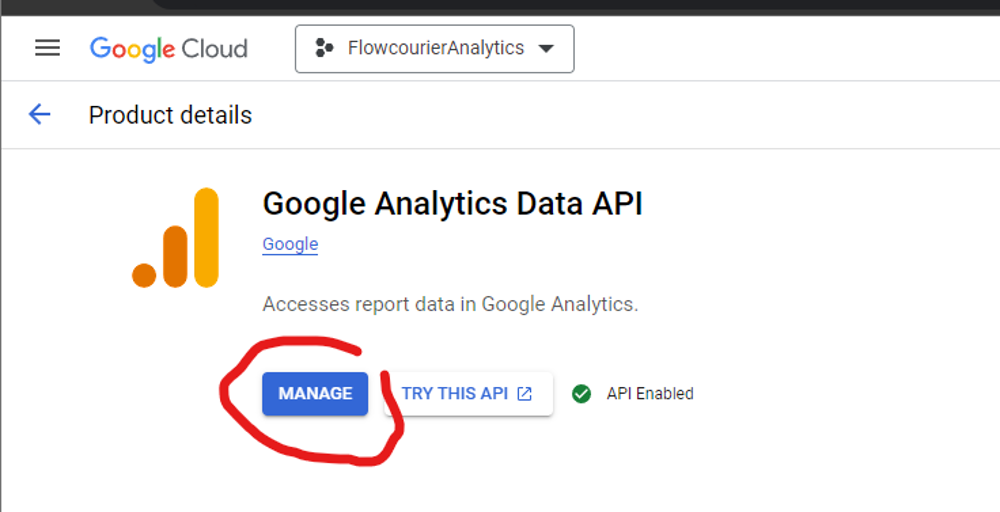 Google Cloud
FlowcourierAnalytics
Product details
Google Analytics Data API
Google
Accesses report data in Google Analytics.
MANAGE
TRY THIS API
API Enabled